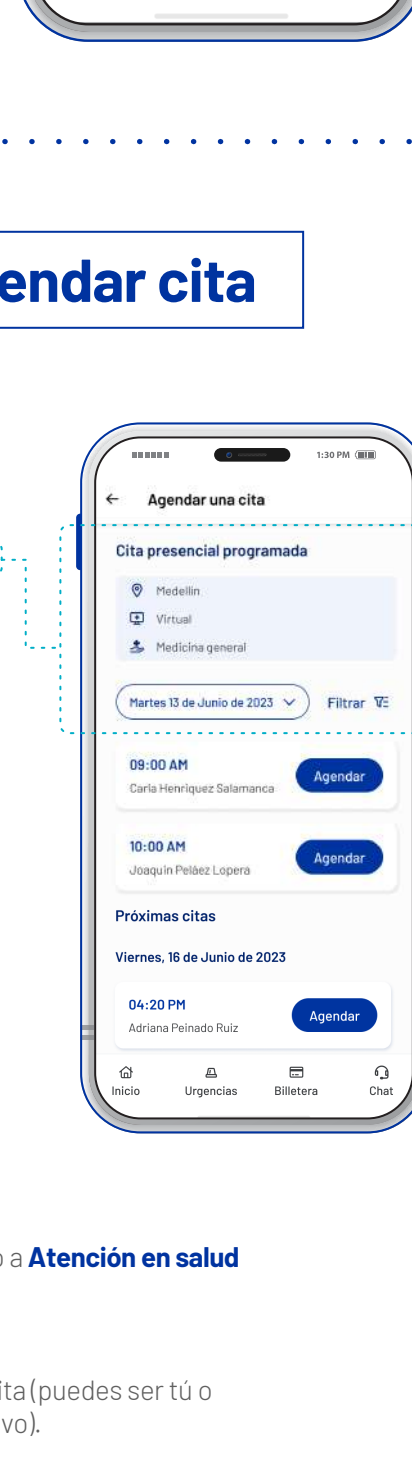 endar cita
1:30 PM
Agendar una cita
Cita presencial programada
Medellin
Virtual
Medicina general
Martes 13 de Junio de 2023
Filtrar
09:00 AM
Carla Henriquez Salamanca
Agendar
10:00 AM
Joaquin Peláez Lopera
Agendar
Próximas citas
Viernes, 16 de Junio de 2023
04:20 PM
Adriana Peinado Ruiz
Agendar
Inicio
Urgencias
Billetera
Chat
o a Atención en salud
ita (puedes ser tú o
vo).